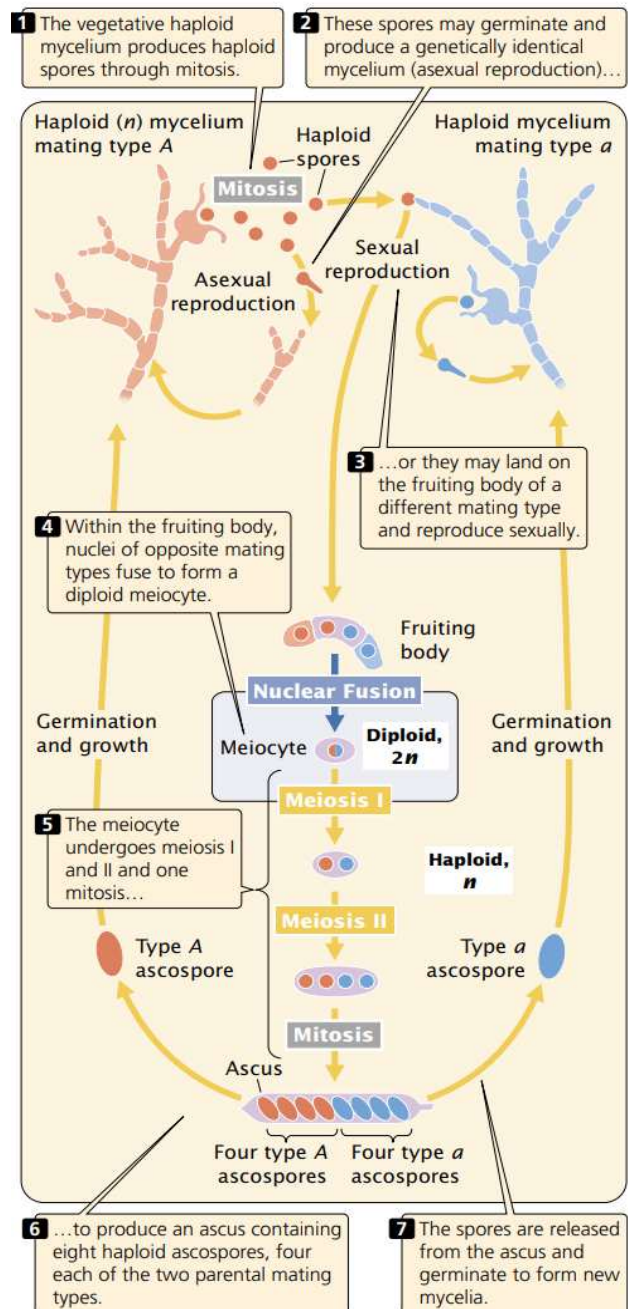 1 The vegetative haploid
mycelium produces haploid
spores through mitosis.
2 These spores may germinate and
produce a genetically identical
mycelium (asexual reproduction)…
Haploid (n) mycelium
mating type A
Haploid
spores
Haploid mycelium
mating type a
Mitosis
Asexual
reproduction
Sexual
reproduction
3 …or they may land on
the fruiting body of a
different mating type
and reproduce sexually.
4 Within the fruiting body,
nuclei of opposite mating
types fuse to form a
diploid meiocyte.
Fruiting
body
Nuclear Fusion
Germination
and growth
Meiocyte
Diploid,
2n
Germination
and growth
Meiosis I
5 The meiocyte
undergoes meiosis I
and II and one
mitosis…
Haploid,
n
Meiosis II
Type A
ascospore
Type a
ascospore
Mitosis
Ascus
Four type A
ascospores
Four type a
ascospores
6 …to produce an ascus containing
eight haploid ascospores, four
each of the two parental mating
types.
7 The spores are released
from the ascus and
germinate to form new
mycelia.